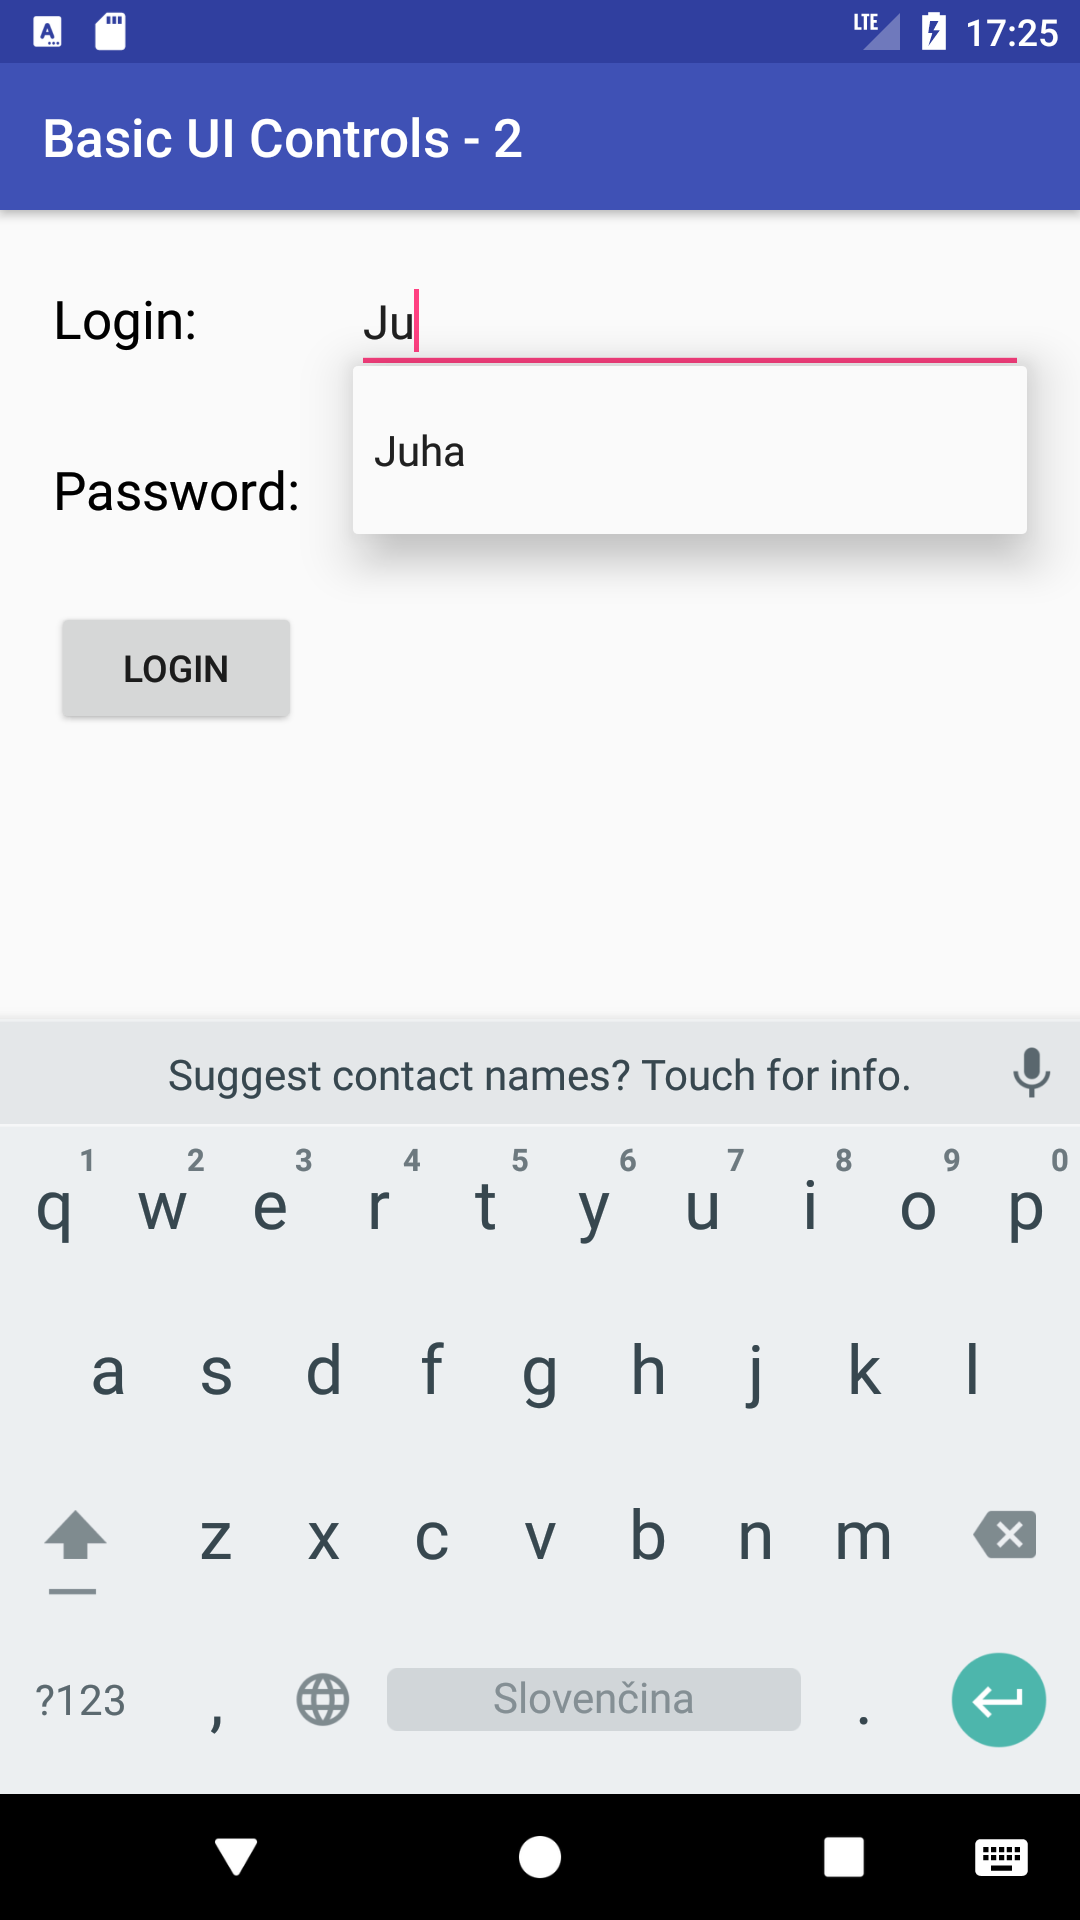 LTE 17:25
Basic UI Controls - 2
Login: Ju
Juha
Password:
LOGIN
Suggest contact names? Touch for info.
1 2 3 4 5 6 7 8 9 0
q w e r t y u i o p
a s d f g h j k l
z x c v b n m
?123 , Slovenčina .